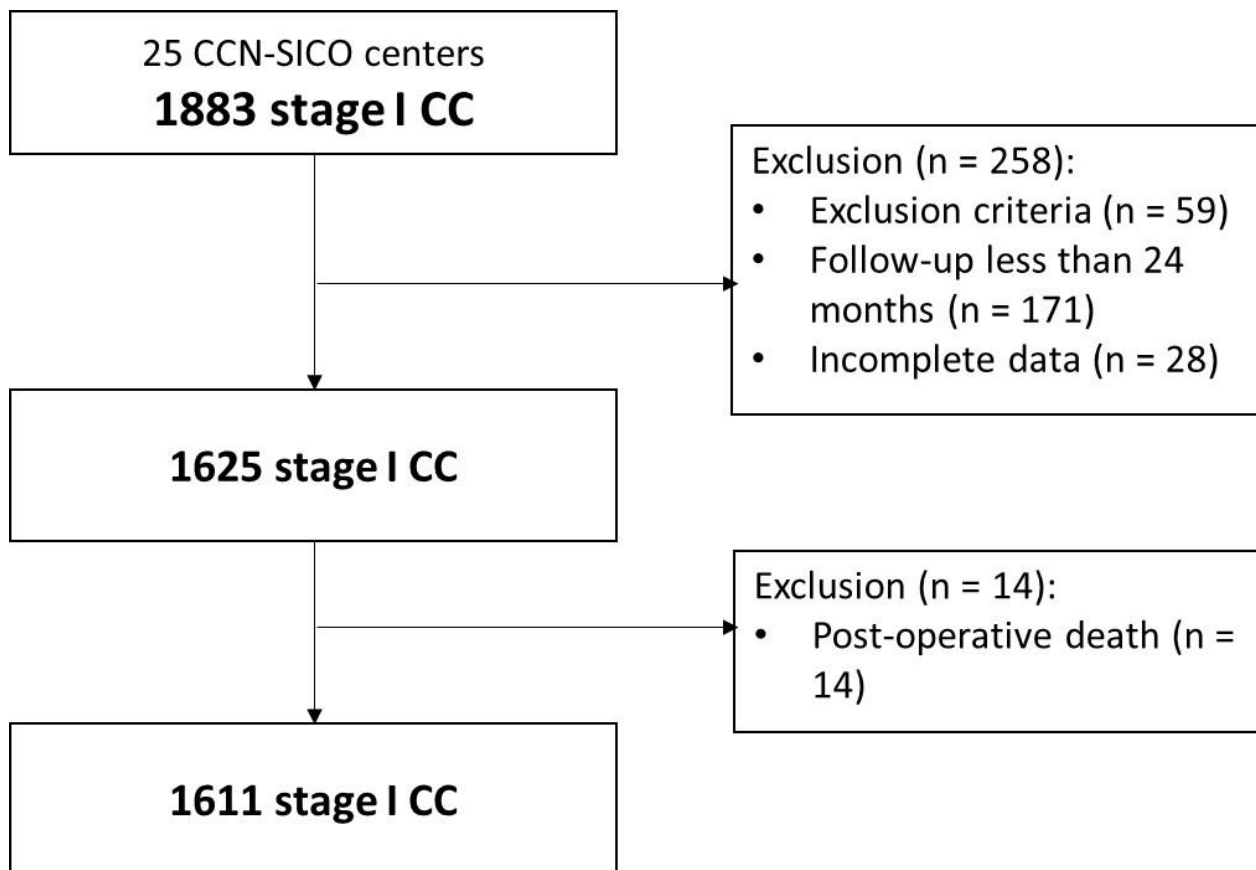 25 CCN-SICO centers
1883 stage I CC
Exclusion (n = 258):
• Exclusion criteria (n = 59)
• Follow-up less than 24
months (n = 171)
• Incomplete data (n = 28)
1625 stage I CC
Exclusion (n = 14):
• Post-operative death (n =
14)
1611 stage I CC